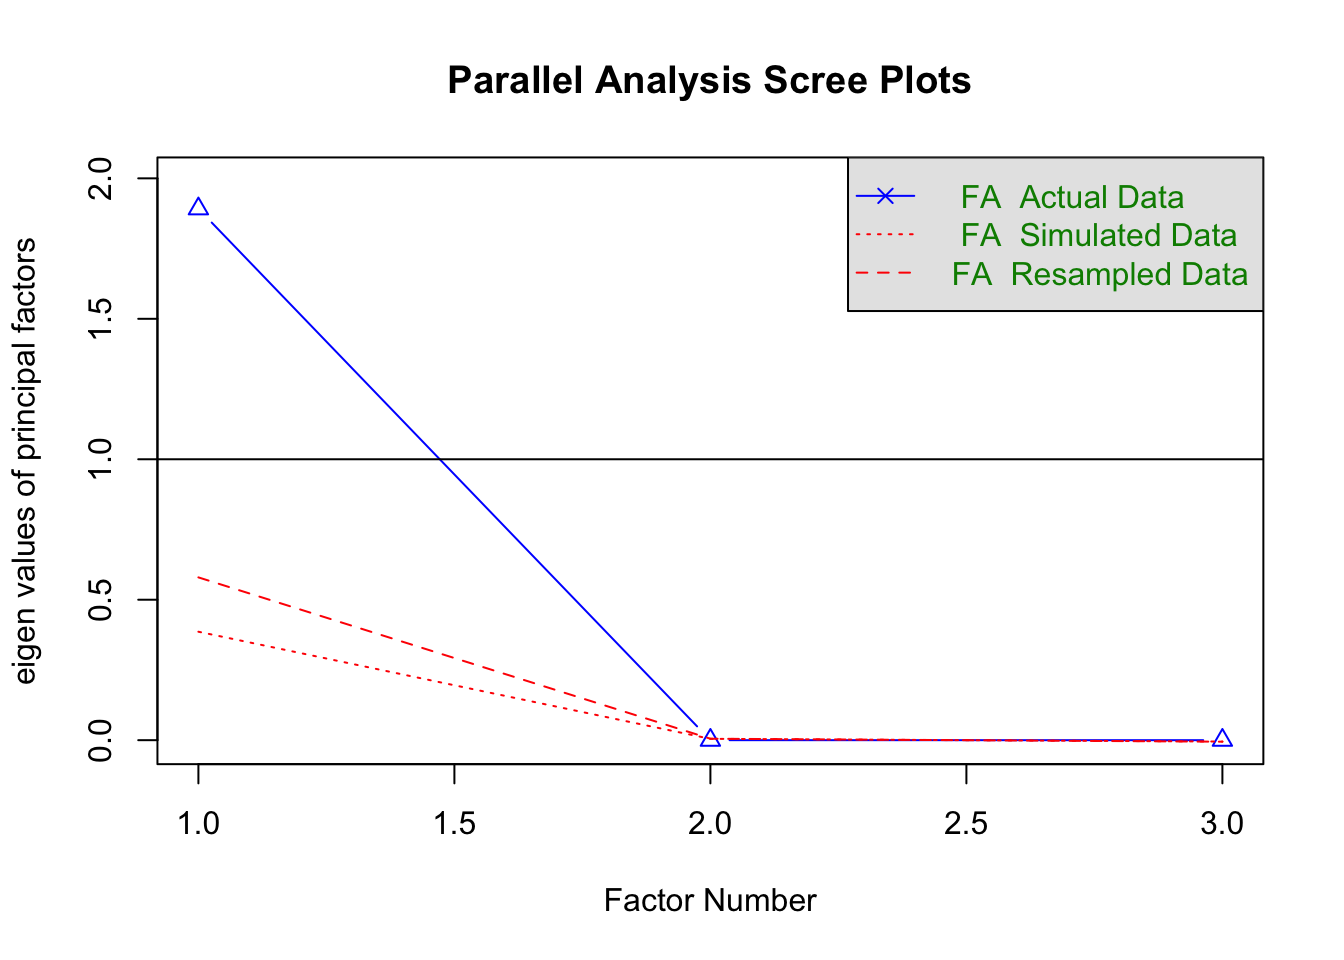 Parallel Analysis Scree Plots
eigen values of principal factors
2.0
1.5
1.0
0.5
0.0
FA Actual Data
FA Simulated Data
FA Resampled Data
1.0 1.5 2.0 2.5 3.0
Factor Number